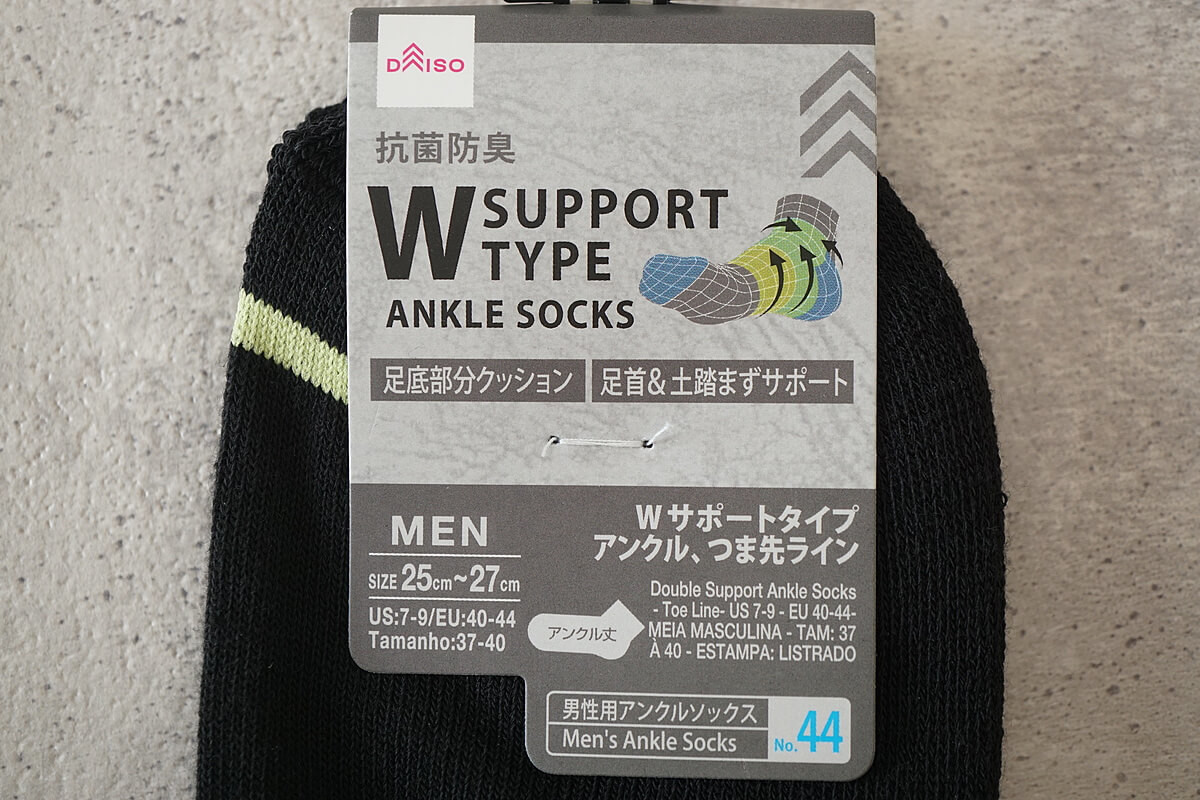 DAISO
抗菌防臭
W SUPPORT
TYPE
ANKLE SOCKS
足底部分クッション
足首&土踏まずサポート
MEN
SIZE 25cm~27cm
US:7-9/EU:40-44
Tamanho:37-40
アンクル丈
Wサポートタイプ
アンクル、つま先ライン
Double Support Ankle Socks
- Toe Line- US 7-9 - EU 40-44-
MEIA MASCULINA - TAM: 37
À 40 - ESTAMPA: LISTRADO
男性用アンクルソックス
Men's Ankle Socks
No.44